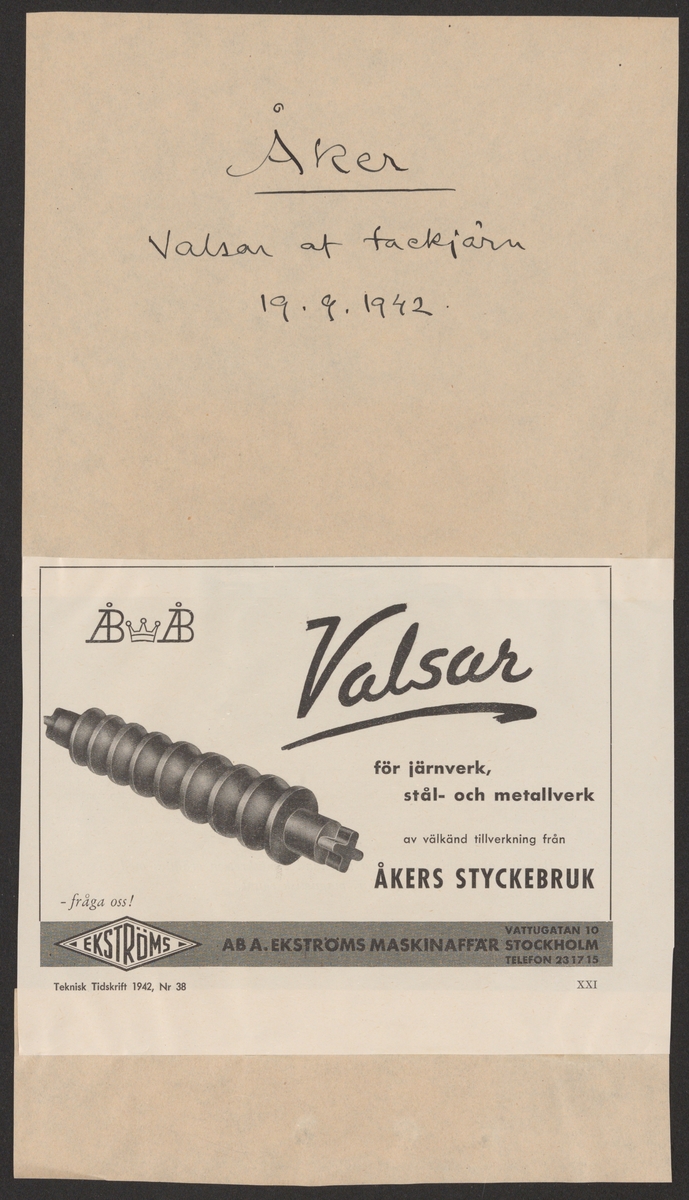 Åker
Valsar af tackjärn
19.9.1942.
ÅB ÅB
Valsar
för järnverk,
stål- och metallverk
av välkänd tillverkning från
ÅKERS STYCKEBRUK
- fråga oss!
EKSTRÖMS
AB A. EKSTRÖMS MASKINAFFÄR
VATTUGATAN 10
STOCKHOLM
TELEFON 23 17 15
Teknisk Tidskrift 1942, Nr 38
XXI